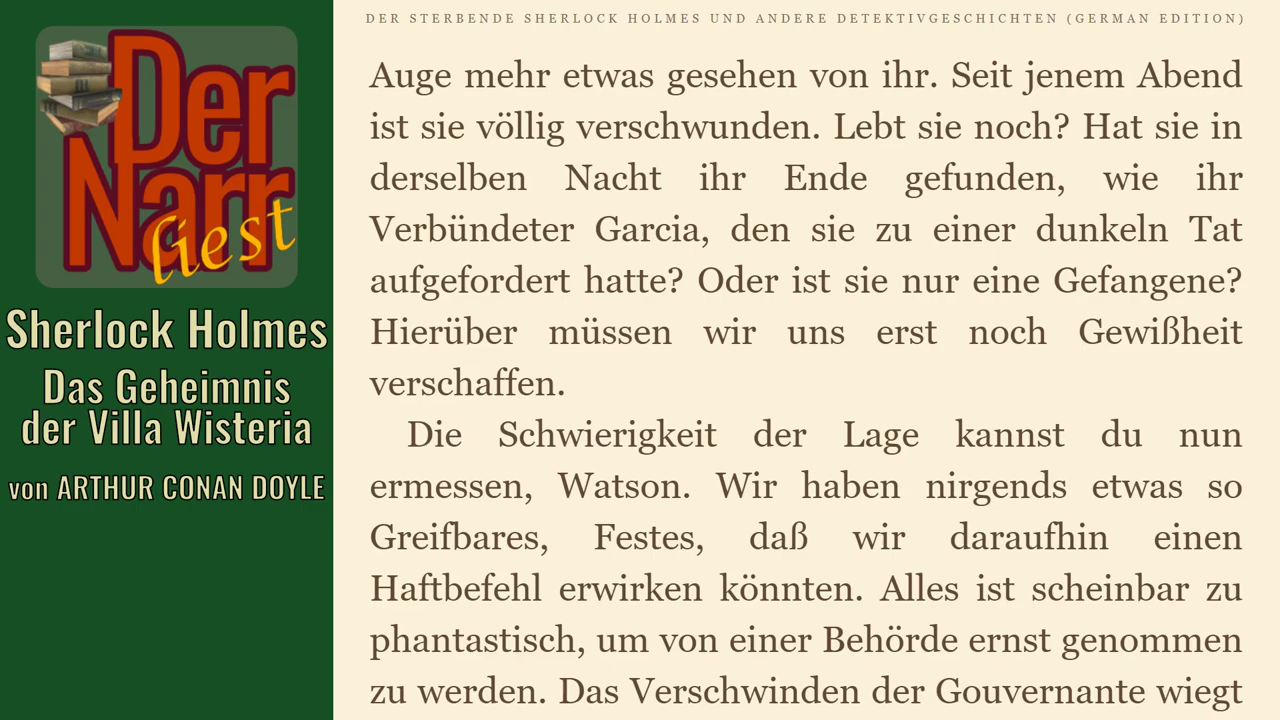 Der
Narr
liest
Sherlock Holmes
Das Geheimnis
der Villa Wisteria
von ARTHUR CONAN DOYLE
DER STERBENDE SHERLOCK HOLMES UND ANDERE DETEKTIVGESCHICHTEN (GERMAN EDITION)
Auge mehr etwas gesehen von ihr. Seit jenem Abend
ist sie völlig verschwunden. Lebt sie noch? Hat sie in
derselben Nacht ihr Ende gefunden, wie ihr
Verbündeter Garcia, den sie zu einer dunkeln Tat
aufgefordert hatte? Oder ist sie nur eine Gefangene?
Hierüber müssen wir uns erst noch Gewißheit
verschaffen.
Die Schwierigkeit der Lage kannst du nun
ermessen, Watson. Wir haben nirgends etwas so
Greifbares, Festes, daß wir daraufhin einen
Haftbefehl erwirken könnten. Alles ist scheinbar zu
phantastisch, um von einer Behörde ernst genommen
zu werden. Das Verschwinden der Gouvernante wiegt